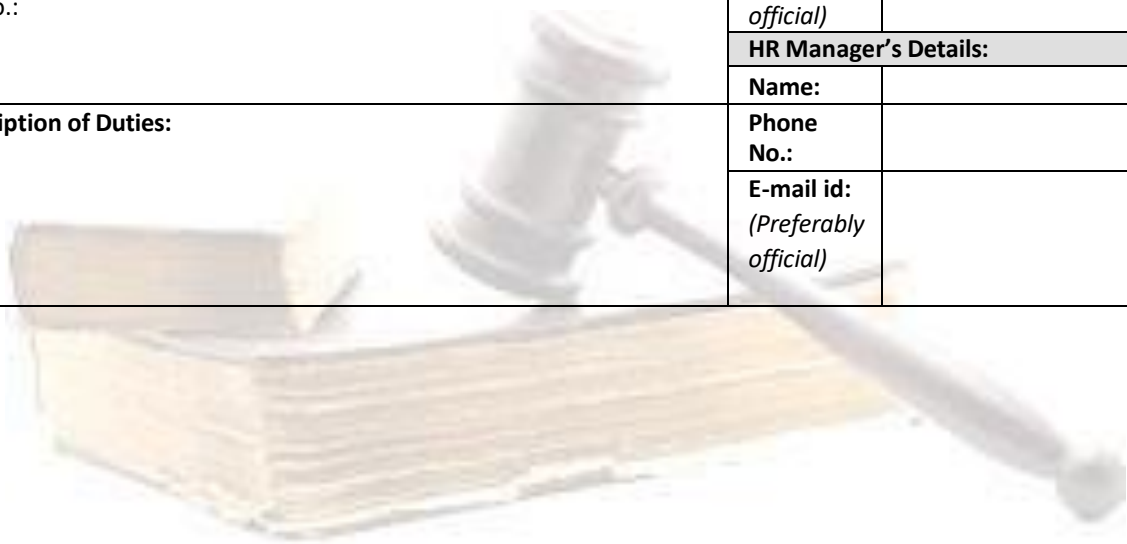 o.:
official)
HR Manager's Details:
Name:
iption of Duties:
Phone
No.:
E-mail id:
(Preferably
official)